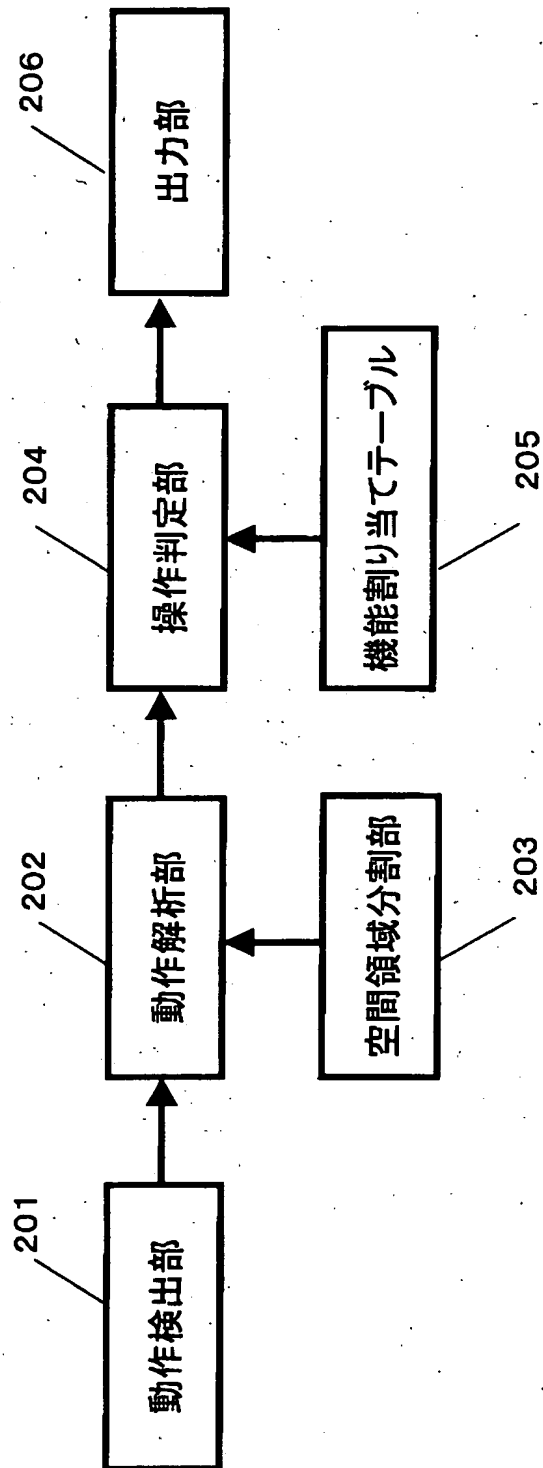 201
動作検出部
202
動作解析部
203
空間領域分割部
204
操作判定部
205
機能割り当てテーブル
206
出力部